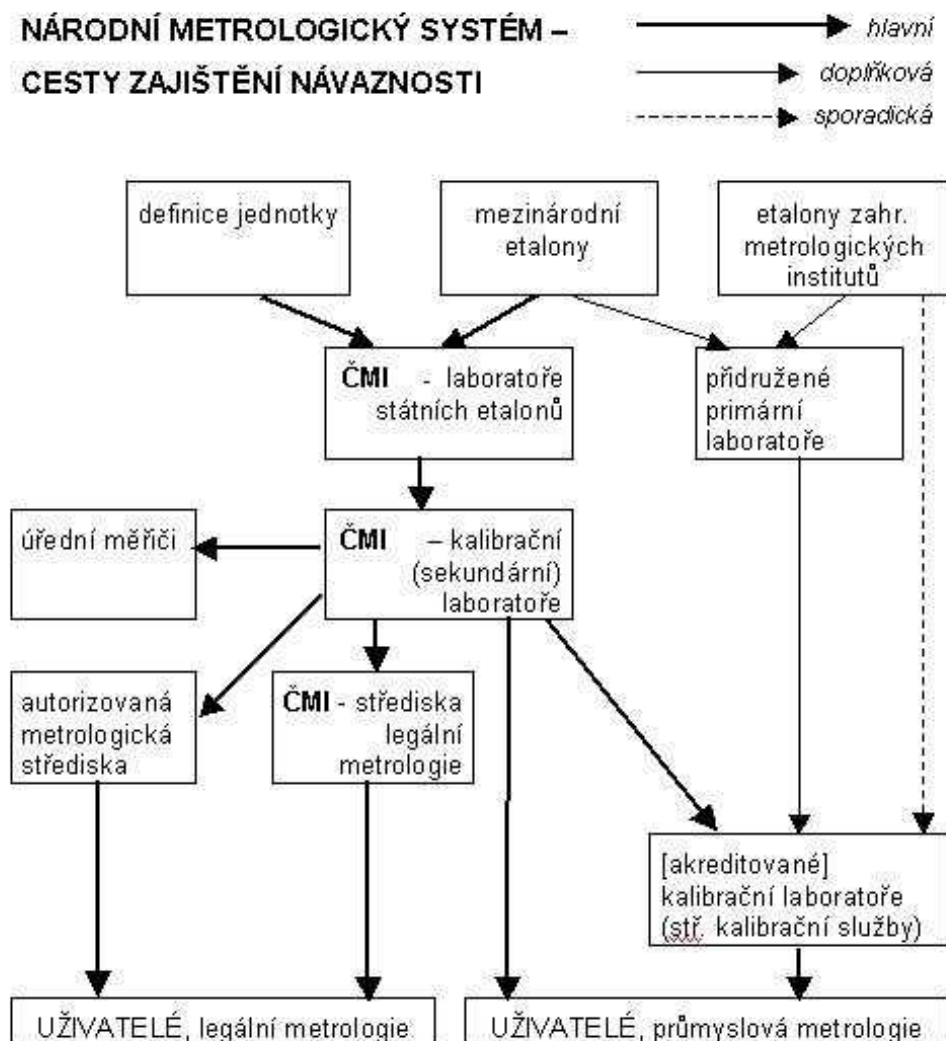 NÁRODNÍ METROLOGICKÝ SYSTÉM –
CESTY ZAJIŠTĚNÍ NÁVAZNOSTI
hlavní
doplňková
sporadická
definice jednotky
mezinárodní
etalony
etalony zahr.
metrologických
institutů
ČMI - laboratoře
státních etalonů
přidružené
primární
laboratoře
úřední měřiči
ČMI – kalibrační
(sekundární)
laboratoře
autorizovaná
metrologická
střediska
ČMI - střediska
legální
metrologie
[akreditované]
kalibrační laboratoře
(stř. kalibrační služby)
UŽIVATELÉ, legální metrologie
UŽIVATELÉ, průmyslová metrologie